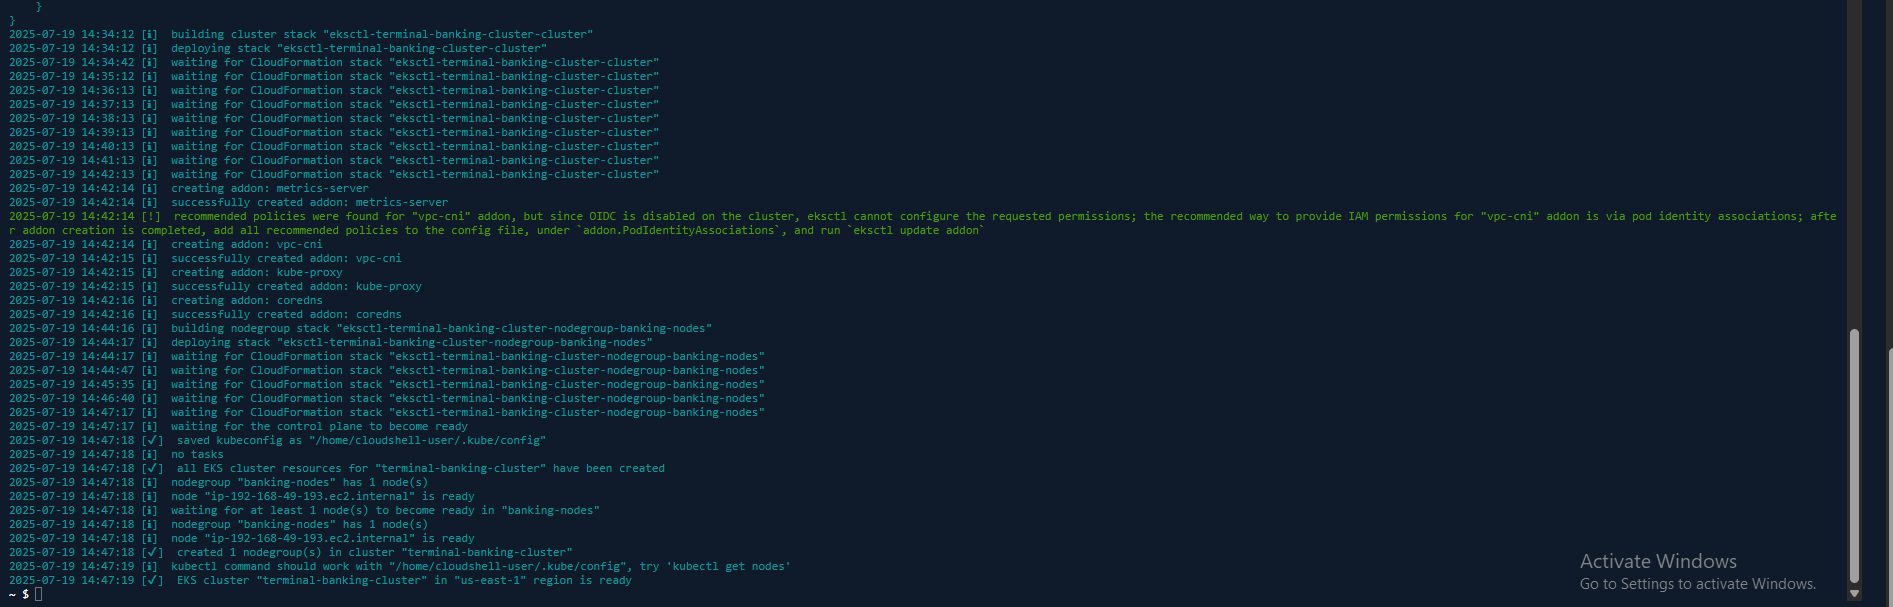 }
}
2025-07-19 14:34:12 [ℹ]  building cluster stack "eksctl-terminal-banking-cluster-cluster"
2025-07-19 14:34:12 [ℹ]  deploying stack "eksctl-terminal-banking-cluster-cluster"
2025-07-19 14:34:42 [ℹ]  waiting for CloudFormation stack "eksctl-terminal-banking-cluster-cluster"
2025-07-19 14:35:12 [ℹ]  waiting for CloudFormation stack "eksctl-terminal-banking-cluster-cluster"
2025-07-19 14:36:13 [ℹ]  waiting for CloudFormation stack "eksctl-terminal-banking-cluster-cluster"
2025-07-19 14:37:13 [ℹ]  waiting for CloudFormation stack "eksctl-terminal-banking-cluster-cluster"
2025-07-19 14:38:13 [ℹ]  waiting for CloudFormation stack "eksctl-terminal-banking-cluster-cluster"
2025-07-19 14:39:13 [ℹ]  waiting for CloudFormation stack "eksctl-terminal-banking-cluster-cluster"
2025-07-19 14:40:13 [ℹ]  waiting for CloudFormation stack "eksctl-terminal-banking-cluster-cluster"
2025-07-19 14:41:13 [ℹ]  waiting for CloudFormation stack "eksctl-terminal-banking-cluster-cluster"
2025-07-19 14:42:13 [ℹ]  waiting for CloudFormation stack "eksctl-terminal-banking-cluster-cluster"
2025-07-19 14:42:14 [ℹ]  creating addon: metrics-server
2025-07-19 14:42:14 [ℹ]  successfully created addon: metrics-server
2025-07-19 14:42:14 [!]  recommended policies were found for "vpc-cni" addon, but since OIDC is disabled on the cluster, eksctl cannot configure the requested permissions; the recommended way to provide IAM permissions for "vpc-cni" addon is via pod identity associations; afte
r addon creation is completed, add all recommended policies to the config file, under `addon.PodIdentityAssociations`, and run `eksctl update addon`
2025-07-19 14:42:14 [ℹ]  creating addon: vpc-cni
2025-07-19 14:42:15 [ℹ]  successfully created addon: vpc-cni
2025-07-19 14:42:15 [ℹ]  creating addon: kube-proxy
2025-07-19 14:42:15 [ℹ]  successfully created addon: kube-proxy
2025-07-19 14:42:16 [ℹ]  creating addon: coredns
2025-07-19 14:42:16 [ℹ]  successfully created addon: coredns
2025-07-19 14:44:16 [ℹ]  building nodegroup stack "eksctl-terminal-banking-cluster-nodegroup-banking-nodes"
2025-07-19 14:44:17 [ℹ]  deploying stack "eksctl-terminal-banking-cluster-nodegroup-banking-nodes"
2025-07-19 14:44:17 [ℹ]  waiting for CloudFormation stack "eksctl-terminal-banking-cluster-nodegroup-banking-nodes"
2025-07-19 14:44:47 [ℹ]  waiting for CloudFormation stack "eksctl-terminal-banking-cluster-nodegroup-banking-nodes"
2025-07-19 14:45:35 [ℹ]  waiting for CloudFormation stack "eksctl-terminal-banking-cluster-nodegroup-banking-nodes"
2025-07-19 14:46:40 [ℹ]  waiting for CloudFormation stack "eksctl-terminal-banking-cluster-nodegroup-banking-nodes"
2025-07-19 14:47:17 [ℹ]  waiting for CloudFormation stack "eksctl-terminal-banking-cluster-nodegroup-banking-nodes"
2025-07-19 14:47:17 [ℹ]  waiting for the control plane to become ready
2025-07-19 14:47:18 [✔]  saved kubeconfig as "/home/cloudshell-user/.kube/config"
2025-07-19 14:47:18 [ℹ]  no tasks
2025-07-19 14:47:18 [✔]  all EKS cluster resources for "terminal-banking-cluster" have been created
2025-07-19 14:47:18 [ℹ]  nodegroup "banking-nodes" has 1 node(s)
2025-07-19 14:47:18 [ℹ]  node "ip-192-168-49-193.ec2.internal" is ready
2025-07-19 14:47:18 [ℹ]  waiting for at least 1 node(s) to become ready in "banking-nodes"
2025-07-19 14:47:18 [ℹ]  nodegroup "banking-nodes" has 1 node(s)
2025-07-19 14:47:18 [ℹ]  node "ip-192-168-49-193.ec2.internal" is ready
2025-07-19 14:47:18 [✔]  created 1 nodegroup(s) in cluster "terminal-banking-cluster"
2025-07-19 14:47:19 [ℹ]  kubectl command should work with "/home/cloudshell-user/.kube/config", try 'kubectl get nodes'
2025-07-19 14:47:19 [✔]  EKS cluster "terminal-banking-cluster" in "us-east-1" region is ready
~ $
Activate Windows
Go to Settings to activate Windows.